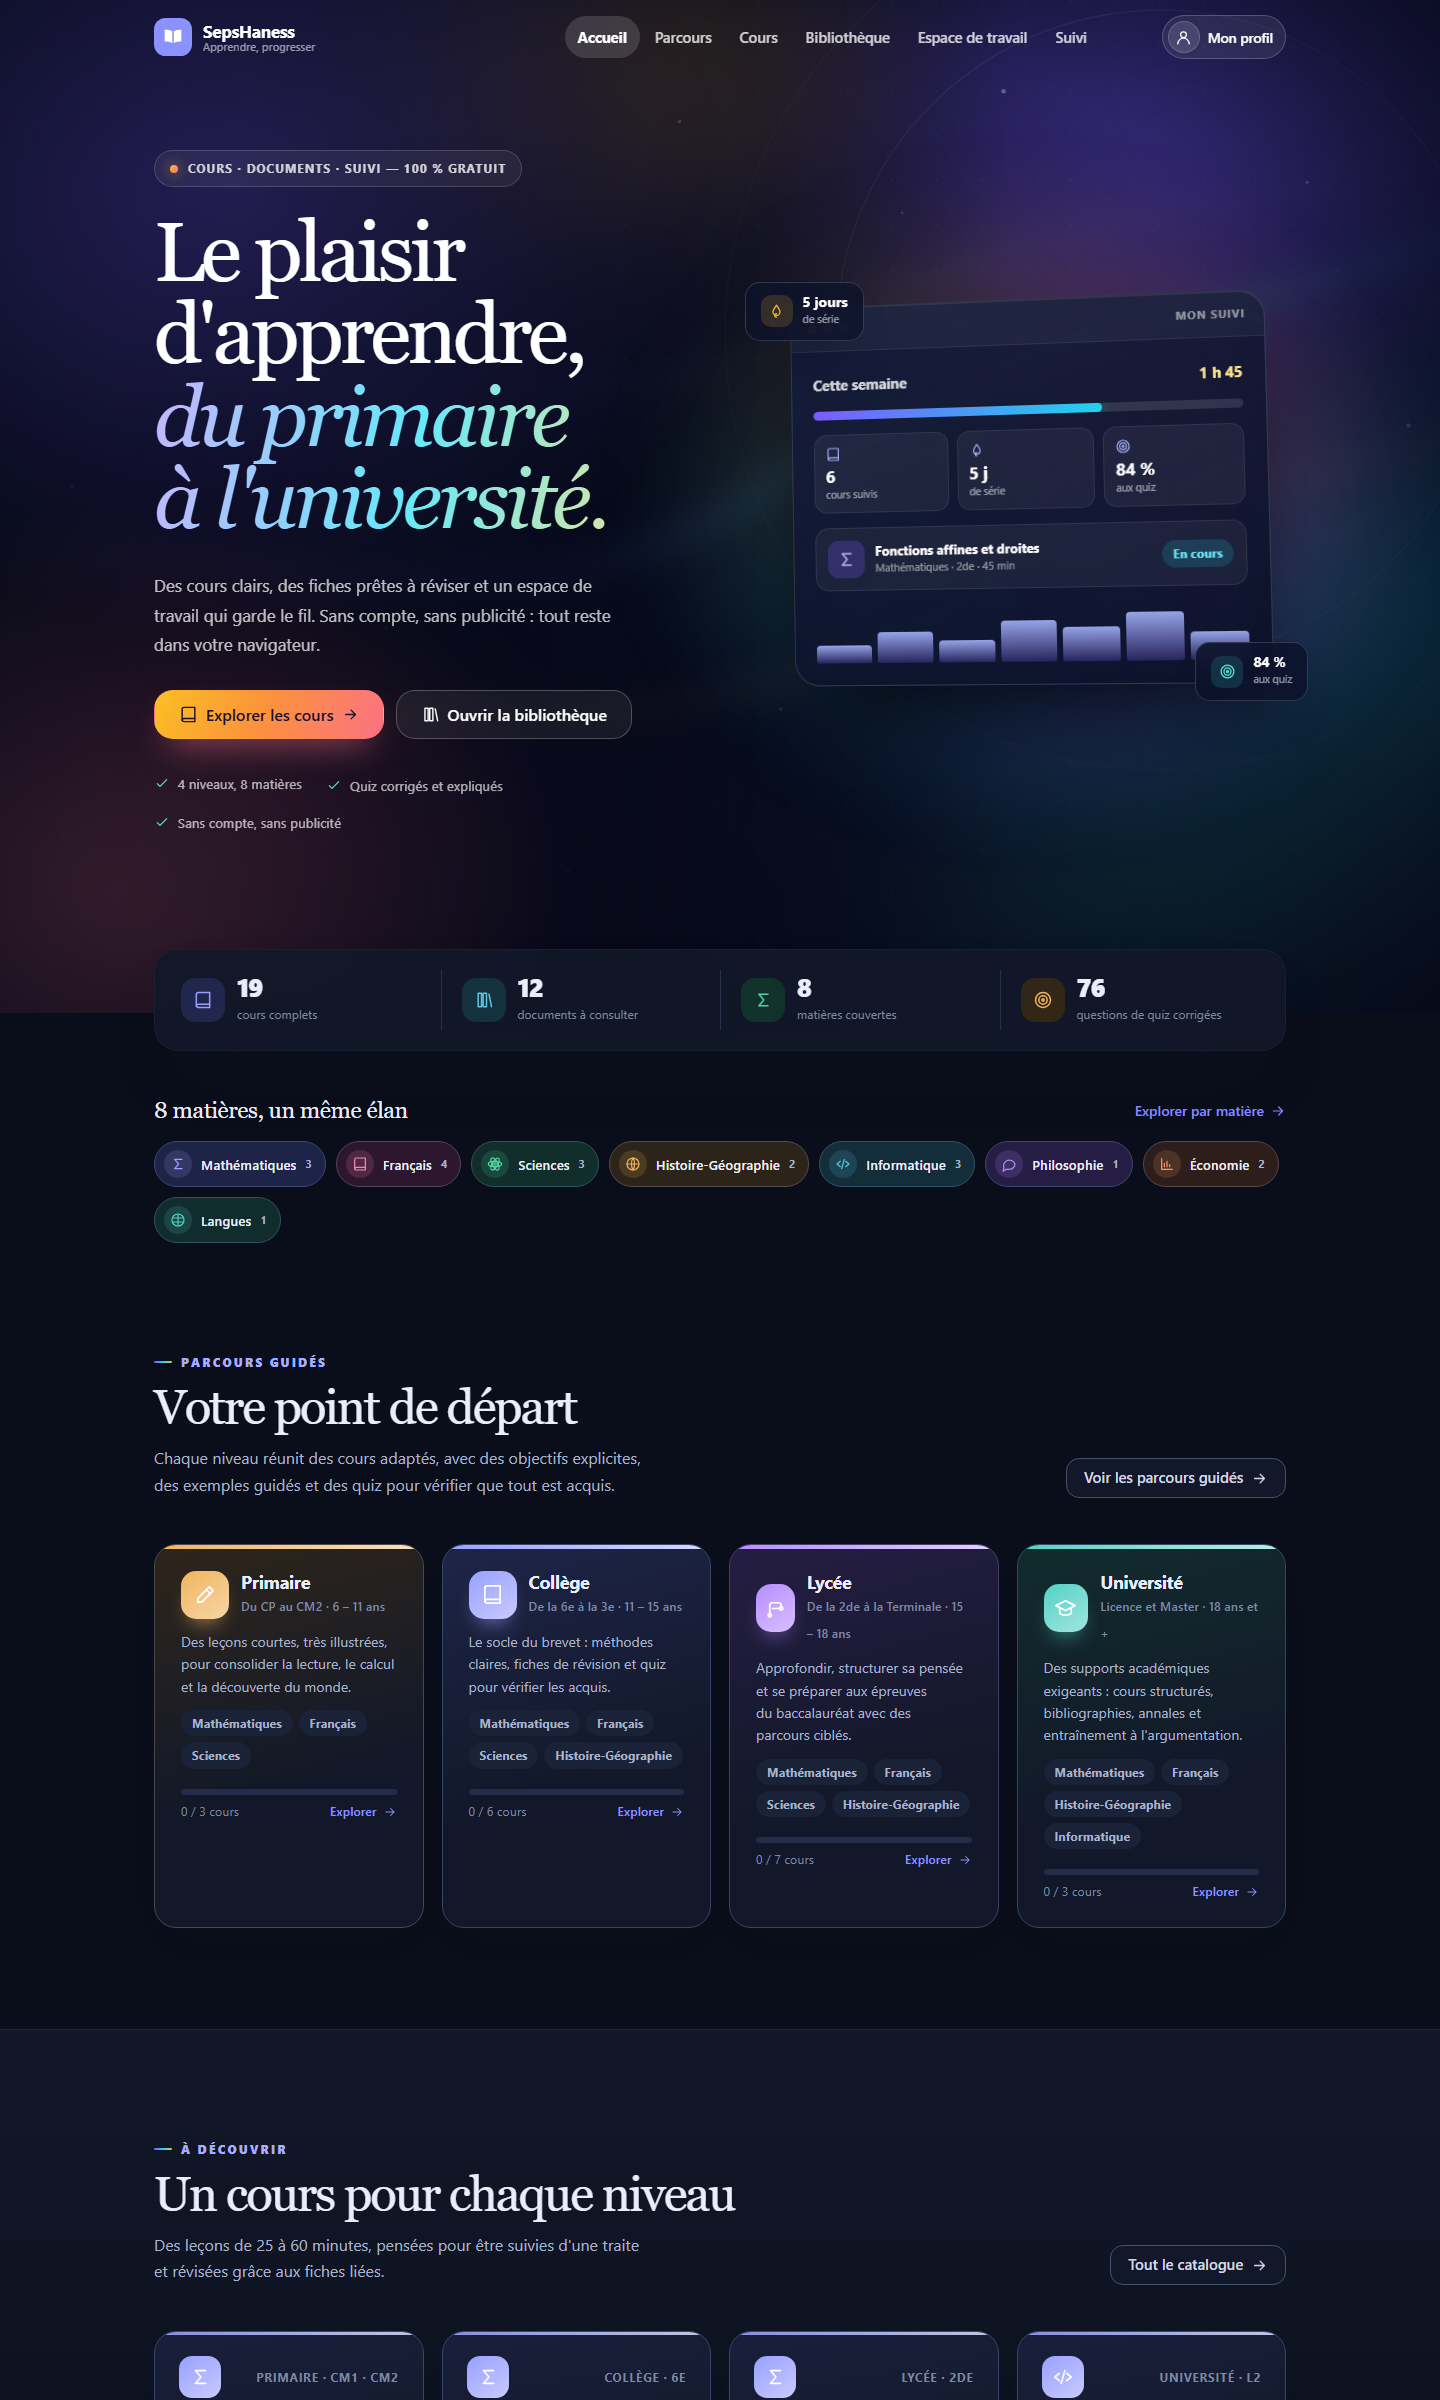 SepsHaness
Apprendre, progresser
Accueil
Parcours
Cours
Bibliothèque
Espace de travail
Suivi
Mon profil
COURS · DOCUMENTS · SUIVI — 100 % GRATUIT
Le plaisir
d'apprendre,
du primaire
à l'université.
Des cours clairs, des fiches prêtes à réviser et un espace de
travail qui garde le fil. Sans compte, sans publicité : tout reste
dans votre navigateur.
Explorer les cours
Ouvrir la bibliothèque
4 niveaux, 8 matières
Quiz corrigés et expliqués
Sans compte, sans publicité
5 jours
de série
MON SUIVI
Cette semaine
1 h 45
6
cours suivis
5 j
de série
84 %
aux quiz
Fonctions affines et droites
Mathématiques · 2de · 45 min
En cours
84 %
aux quiz
19
cours complets
12
documents à consulter
8
matières couvertes
76
questions de quiz corrigées
8 matières, un même élan
Explorer par matière
Mathématiques 3
Français 4
Sciences 3
Histoire-Géographie 2
Informatique 3
Philosophie 1
Économie 2
Langues 1
PARCOURS GUIDÉS
Votre point de départ
Chaque niveau réunit des cours adaptés, avec des objectifs explicites,
des exemples guidés et des quiz pour vérifier que tout est acquis.
Voir les parcours guidés
Primaire
Du CP au CM2 · 6 – 11 ans
Des leçons courtes, très illustrées,
pour consolider la lecture, le calcul
et la découverte du monde.
Mathématiques
Français
Sciences
0 / 3 cours
Explorer
Collège
De la 6e à la 3e · 11 – 15 ans
Le socle du brevet : méthodes
claires, fiches de révision et quiz
pour vérifier les acquis.
Mathématiques
Français
Sciences
Histoire-Géographie
0 / 6 cours
Explorer
Lycée
De la 2de à la Terminale · 15
– 18 ans
Approfondir, structurer sa pensée
et se préparer aux épreuves
du baccalauréat avec des
parcours ciblés.
Mathématiques
Français
Sciences
Histoire-Géographie
0 / 7 cours
Explorer
Université
Licence et Master · 18 ans et
+
Des supports académiques
exigeants : cours structurés,
bibliographies, annales et
entraînement à l'argumentation.
Mathématiques
Français
Histoire-Géographie
Informatique
0 / 3 cours
Explorer
À DÉCOUVRIR
Un cours pour chaque niveau
Des leçons de 25 à 60 minutes, pensées pour être suivies d'une traite
et révisées grâce aux fiches liées.
Tout le catalogue
PRIMAIRE · CM1 · CM2
COLLÈGE · 6E
LYCÉE · 2DE
UNIVERSITÉ · L2